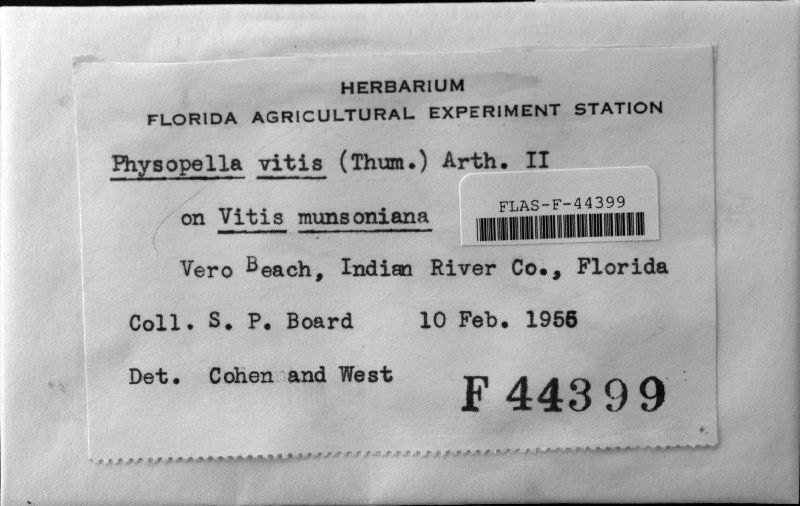 HERBARIUM
FLORIDA AGRICULTURAL EXPERIMENT STATION
Physopella vitis (Thum.) Arth. II
on Vitis munsoniana
FLAS-F-44399
Vero Beach, Indian River Co., Florida
Coll. S. P. Board 10 Feb. 1956
Det. Cohen and West
F 44399